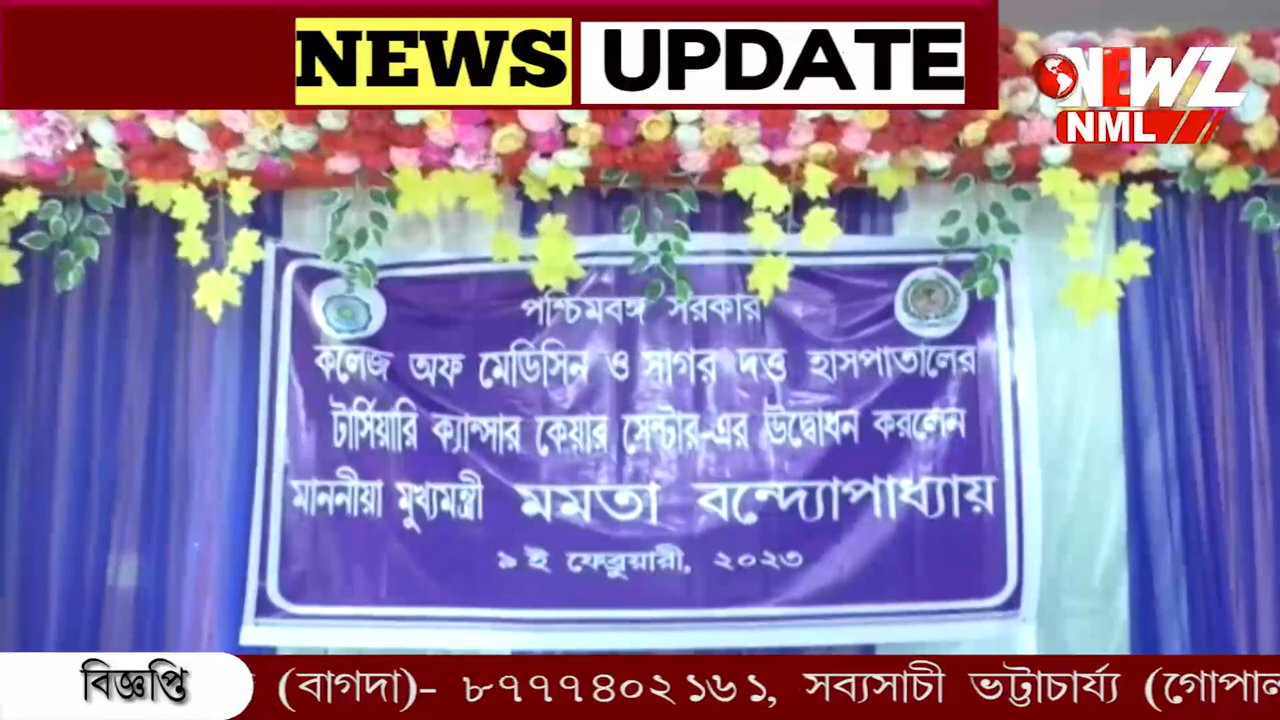 NEWS UPDATE
NEWZ
NML
পশ্চিমবঙ্গ সরকার
কলেজ অফ মেডিসিন ও সাগর দত্ত হাসপাতালের
টার্সিয়ারি ক্যান্সার কেয়ার সেন্টার-এর উদ্বোধন করলেন
মাননীয়া মুখ্যমন্ত্রী মমতা বন্দ্যোপাধ্যায়
৯ ই ফেব্রুয়ারী, ২০২৩
বিজ্ঞপ্তি (বাগদা)- ৮৭৭৭৪০২১৬১, সব্যসাচী ভট্টাচার্য্য (গোপাল